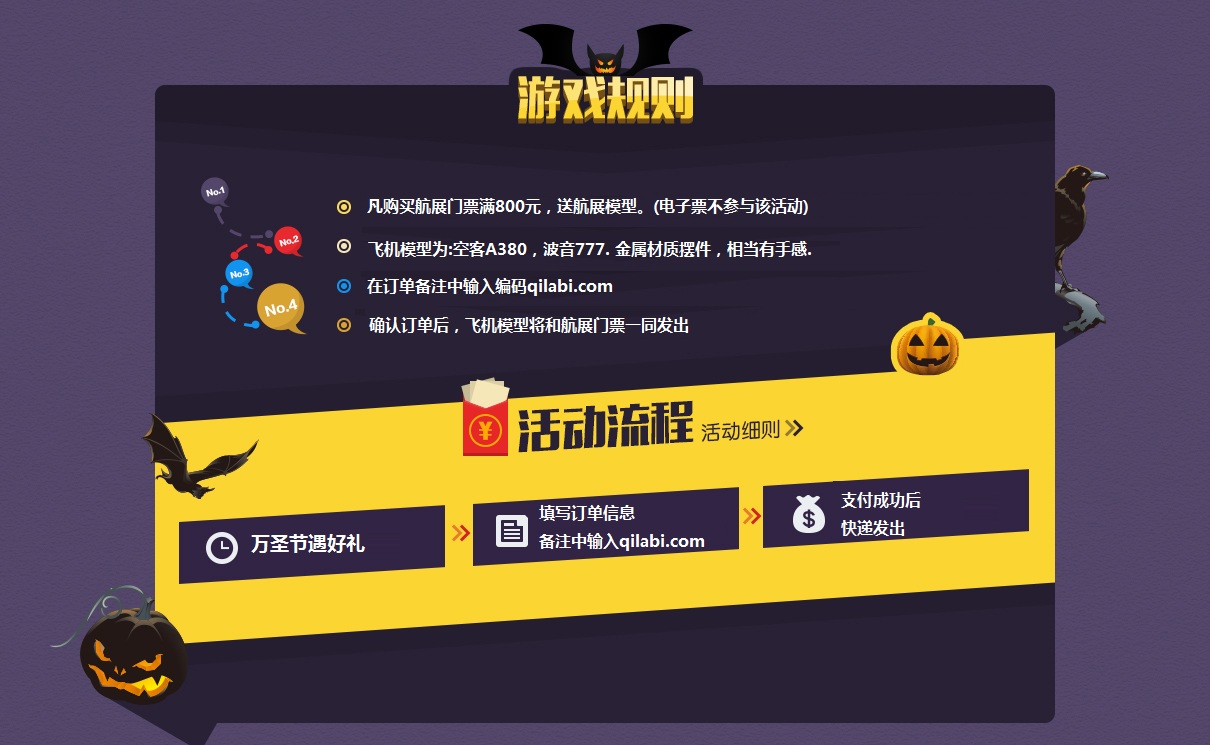 游戏规则
No.1
No.2
No.3
No.4
凡购买航展门票满800元，送航展模型。(电子票不参与该活动)
飞机模型为:空客A380，波音777. 金属材质摆件，相当有手感.
在订单备注中输入编码qilabi.com
确认订单后，飞机模型将和航展门票一同发出
¥
活动流程
活动细则
万圣节遇好礼
填写订单信息
备注中输入qilabi.com
$
支付成功后
快递发出